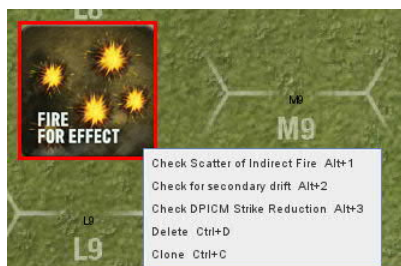 L8
FIRE
FOR EFFECT
M9
M9
Check Scatter of Indirect Fire Alt+1
Check for secondary drift Alt+2
Check DPICM Strike Reduction Alt+3
Delete Ctrl+D
Clone Ctrl+C
L9
L9